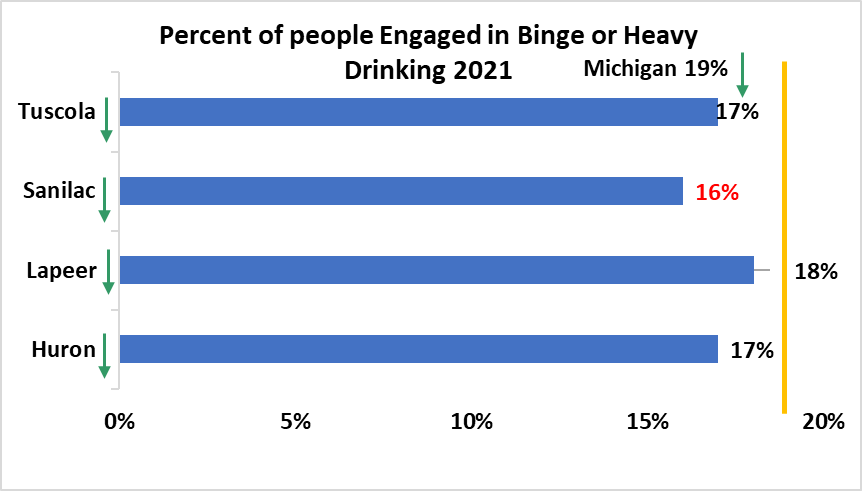 Percent of people Engaged in Binge or Heavy
Drinking 2021
Michigan 19%
Tuscola 17%
Sanilac 16%
Lapeer 18%
Huron 17%
0% 5% 10% 15% 20%